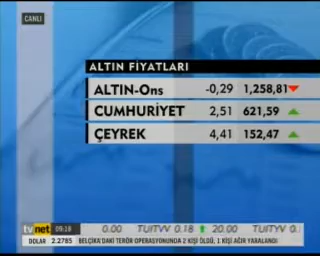 CANLI
ALTIN FİYATLARI
ALTIN-Ons -0,29 1,258,81
CUMHURİYET 2,51 621,59
ÇEYREK 4,41 152,47
tvnet 09:18 0.00 TUITVV 0.18 20.00 TUITYV 0.
DOLAR 2.2785 BELÇİKA'DAKİ TERÖR OPERASYONUNDA 2 KİŞİ ÖLDÜ, 1 KİŞİ AĞIR YARALANDI